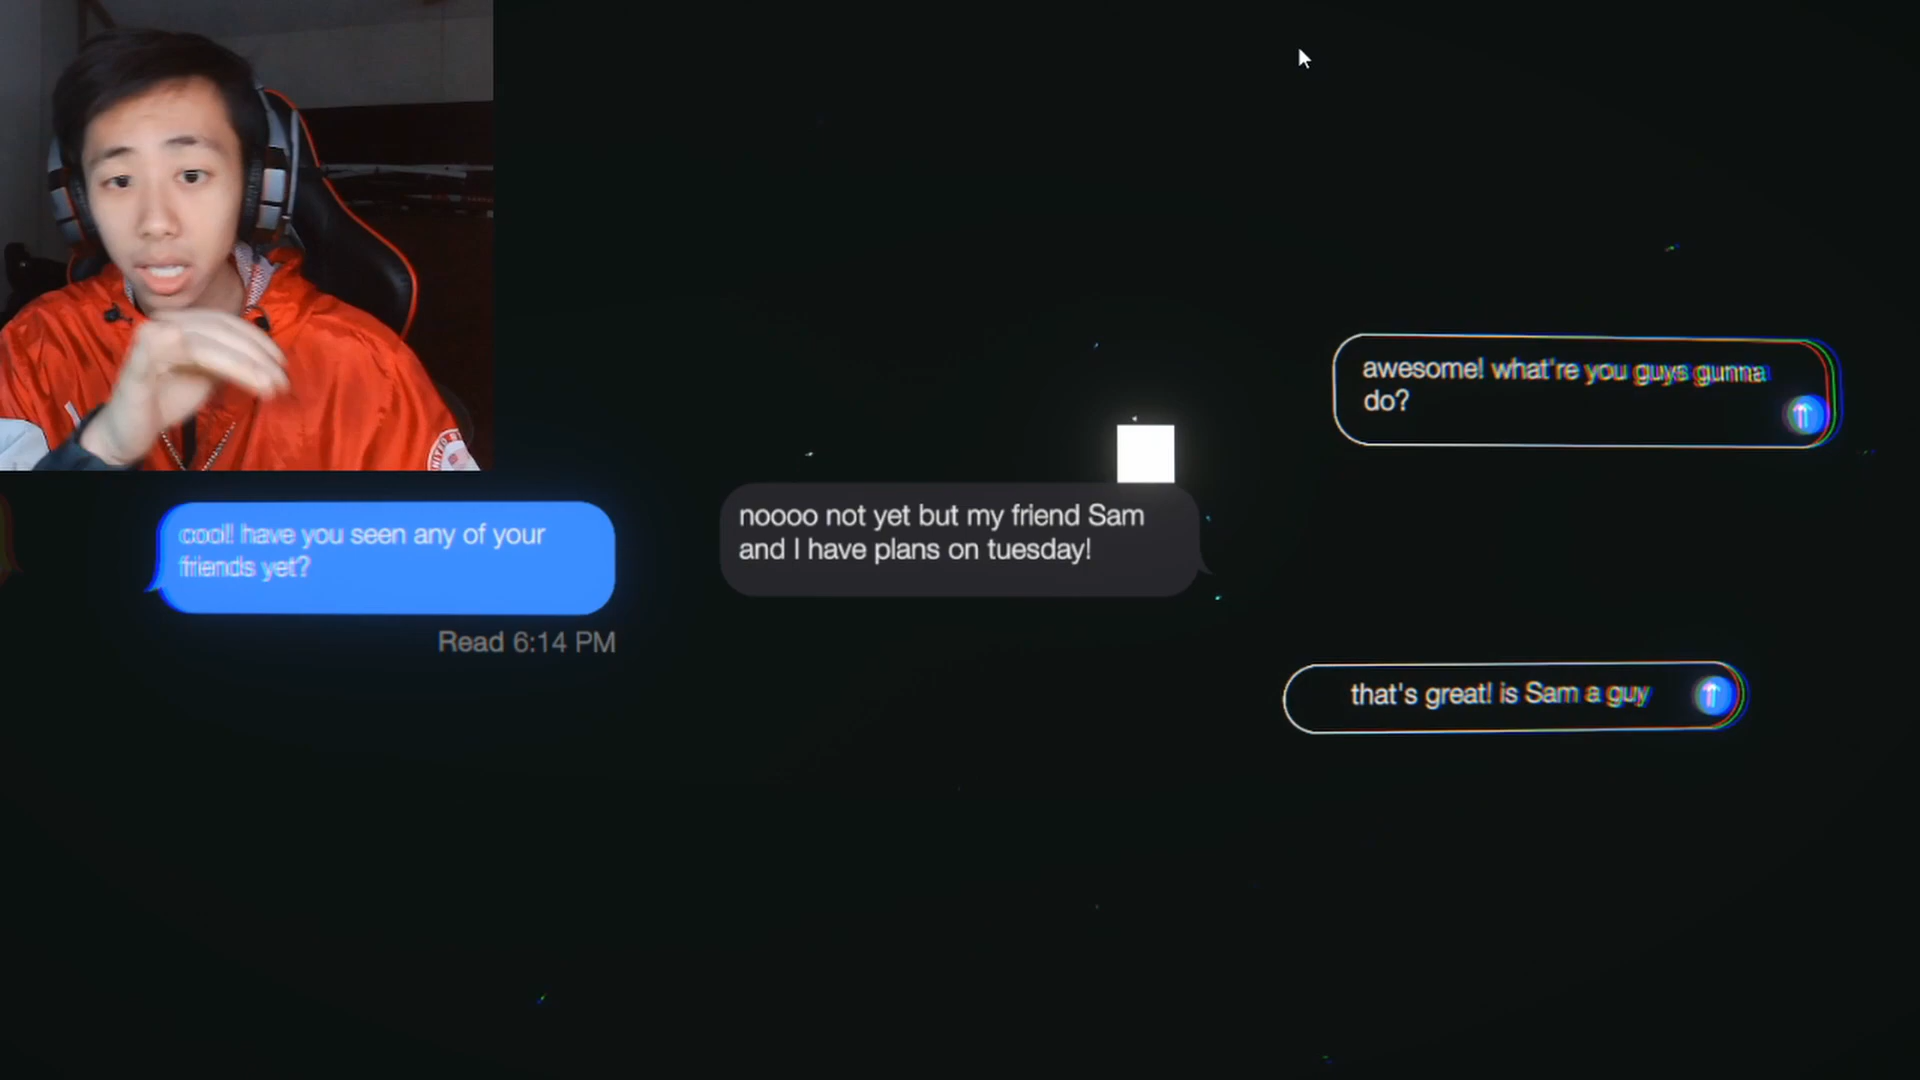 awesome! what're you guys gunna
do?
cool! have you seen any of your
friends yet?
Read 6:14 PM
noooo not yet but my friend Sam
and I have plans on tuesday!
that's great! is Sam a guy